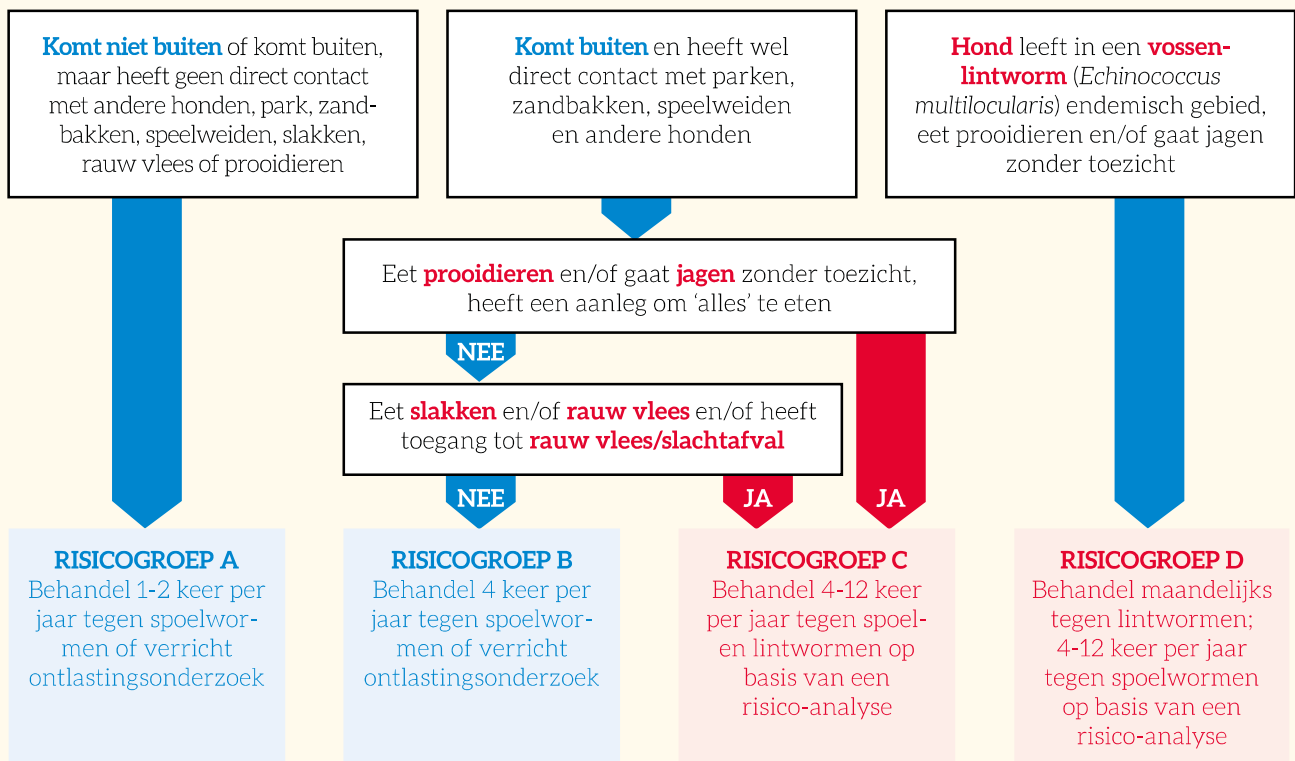 Komt niet buiten of komt buiten,
maar heeft geen direct contact
met andere honden, park, zand-
bakken, speelweiden, slakken,
rauw vlees of prooidieren
Komt buiten en heeft wel
direct contact met parken,
zandbakken, speelweiden
en andere honden
Hond leeft in een vossen-
lintworm (Echinococcus
multilocularis) endemisch gebied,
eet prooidieren en/of gaat jagen
zonder toezicht
Eet prooidieren en/of gaat jagen zonder toezicht,
heeft een aanleg om ‘alles’ te eten
NEE
Eet slakken en/of rauw vlees en/of heeft
toegang tot rauw vlees/slachtafval
NEE
JA
JA
RISICOGROEP A
Behandel 1-2 keer per
jaar tegen spoelwor-
men of verricht
ontlastingsonderzoek
RISICOGROEP B
Behandel 4 keer per
jaar tegen spoelwor-
men of verricht
ontlastingsonderzoek
RISICOGROEP C
Behandel 4-12 keer
per jaar tegen spoel-
en lintwormen op
basis van een
risico-analyse
RISICOGROEP D
Behandel maandelijks
tegen lintwormen;
4-12 keer per jaar
tegen spoelwormen
op basis van een
risico-analyse